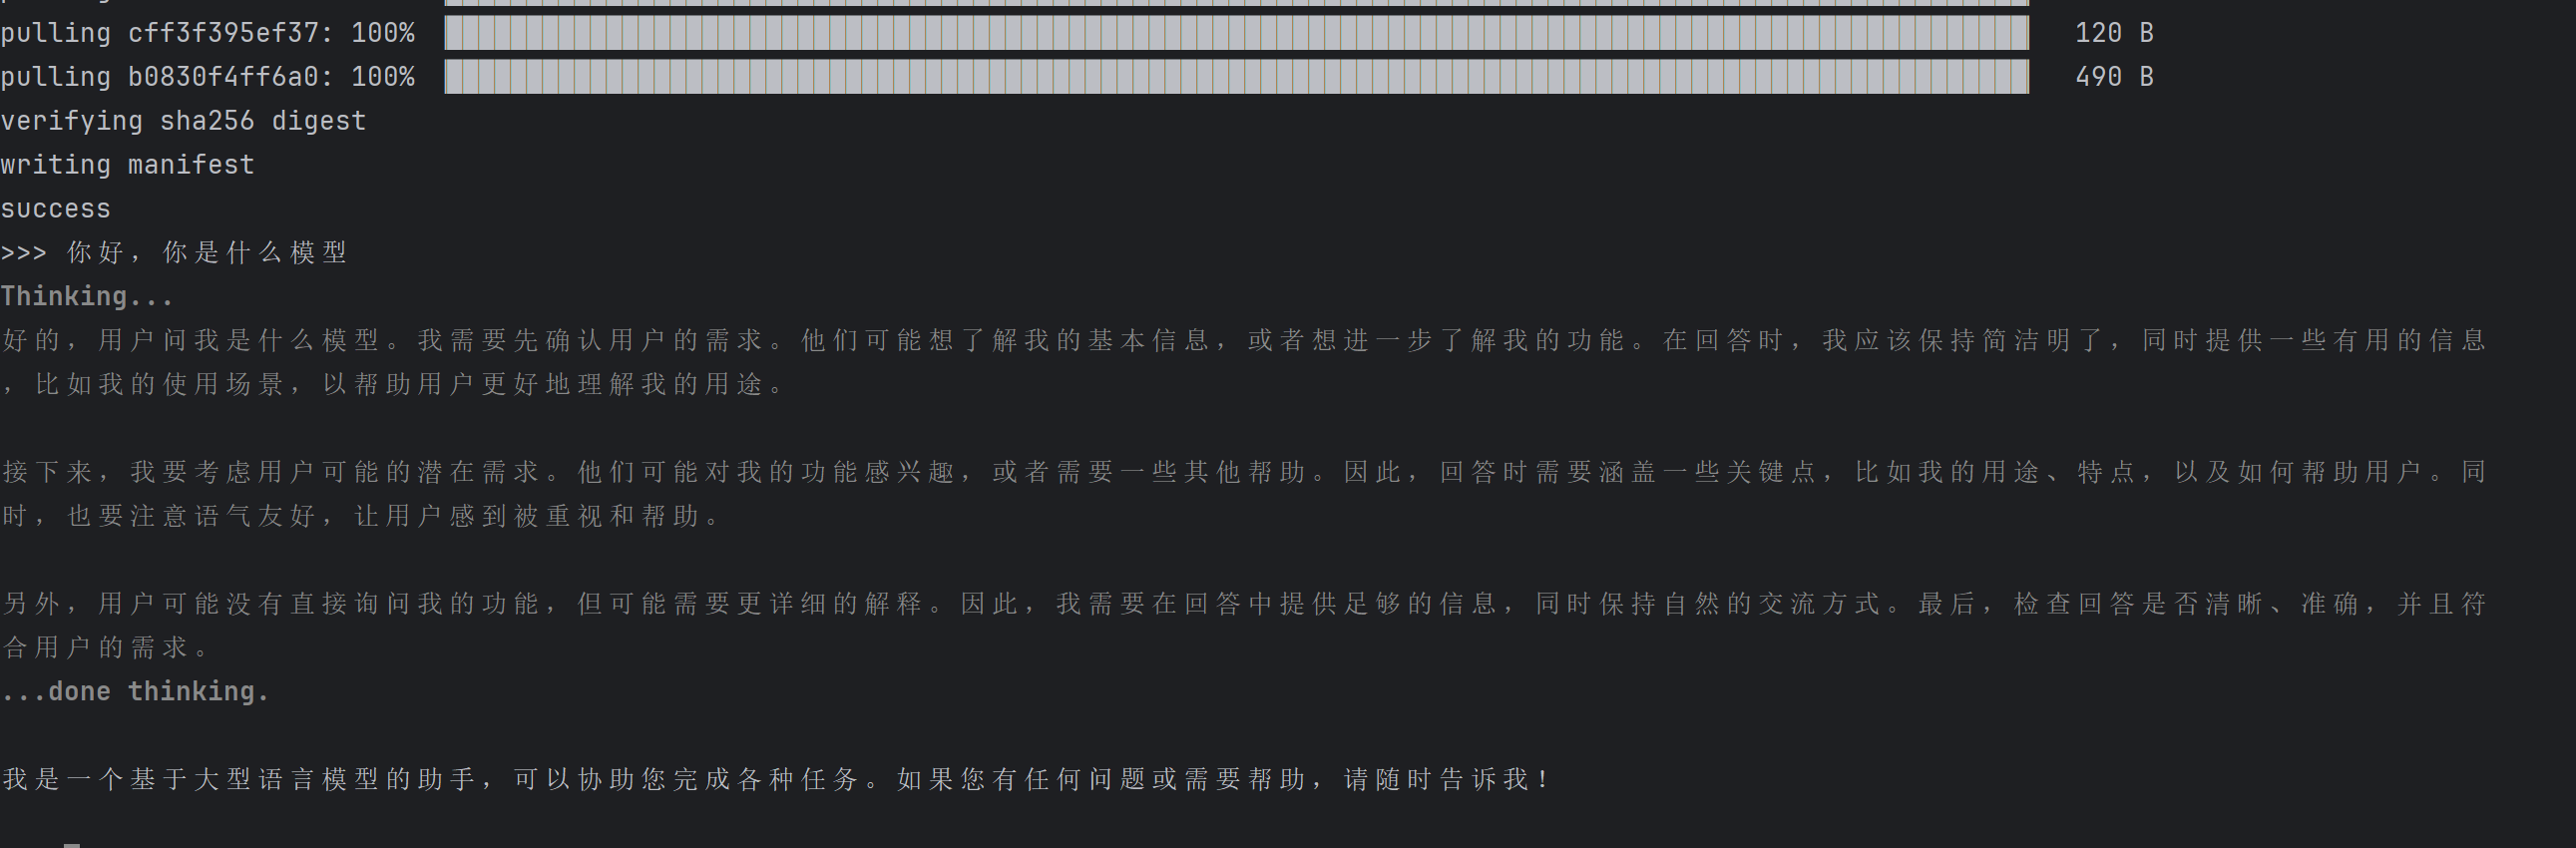 pulling cff3f395ef37: 100% 120 B
pulling b0830f4ff6a0: 100% 490 B
verifying sha256 digest
writing manifest
success
>>> 你好，你是什么模型
Thinking...
好的，用户问我是什么模型。我需要先确认用户的需求。他们可能想了解我的基本信息，或者想进一步了解我的功能。在回答时，我应该保持简洁明了，同时提供一些有用的信息
，比如我的使用场景，以帮助用户更好地理解我的用途。
接下来，我要考虑用户可能的潜在需求。他们可能对我的功能感兴趣，或者需要一些其他帮助。因此，回答时需要涵盖一些关键点，比如我的用途、特点，以及如何帮助用户。同
时，也要注意语气友好，让用户感到被重视和帮助。
另外，用户可能没有直接询问我的功能，但可能需要更详细的解释。因此，我需要在回答中提供足够的信息，同时保持自然的交流方式。最后，检查回答是否清晰、准确，并且符
合用户的需求。
...done thinking.
我是一个基于大型语言模型的助手，可以协助您完成各种任务。如果您有任何问题或需要帮助，请随时告诉我！